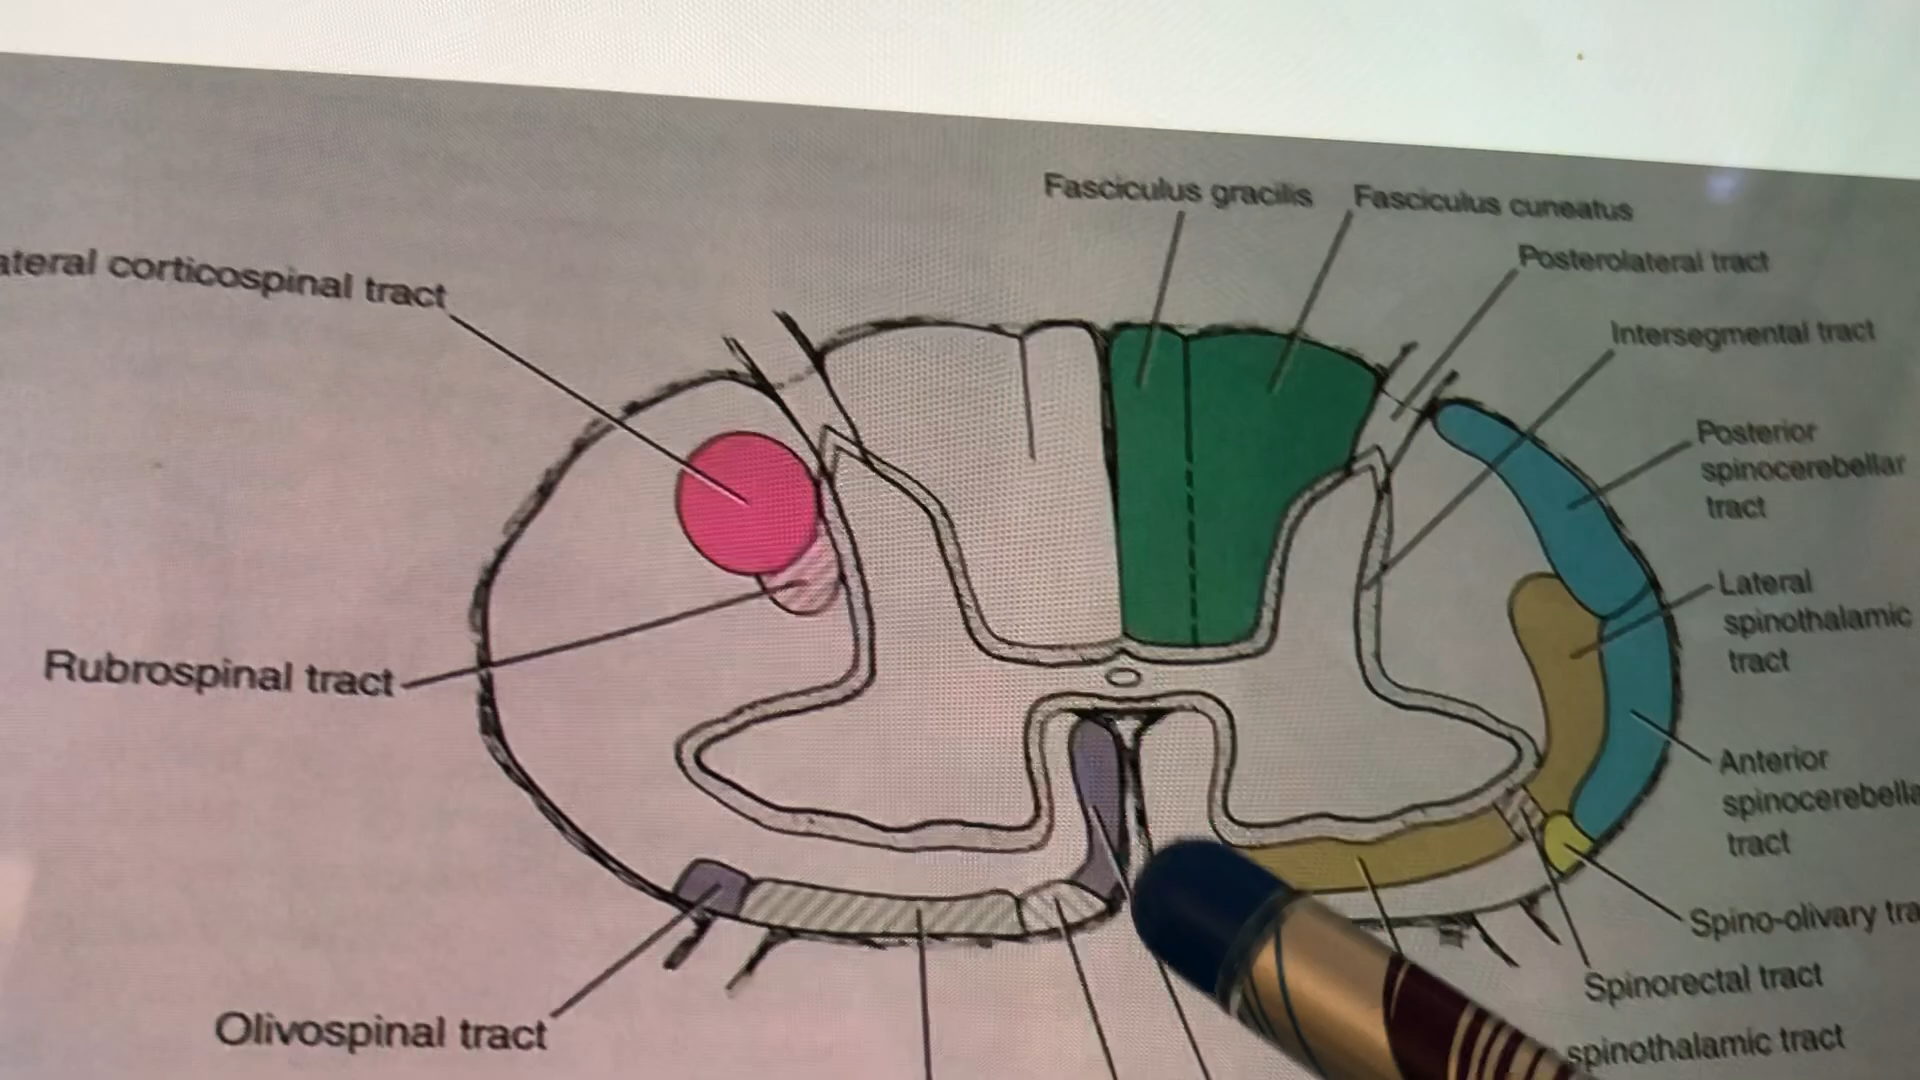 Fasciculus gracilis
Fasciculus cuneatus
Posterolateral tract
ateral corticospinal tract
Intersegmental tract
Posterior
spinocerebellar
tract
Lateral
spinothalamic
tract
Rubrospinal tract
Anterior
spinocerebella
tract
Spino-olivary tra
Spinorectal tract
Olivospinal tract
spinothalamic tract